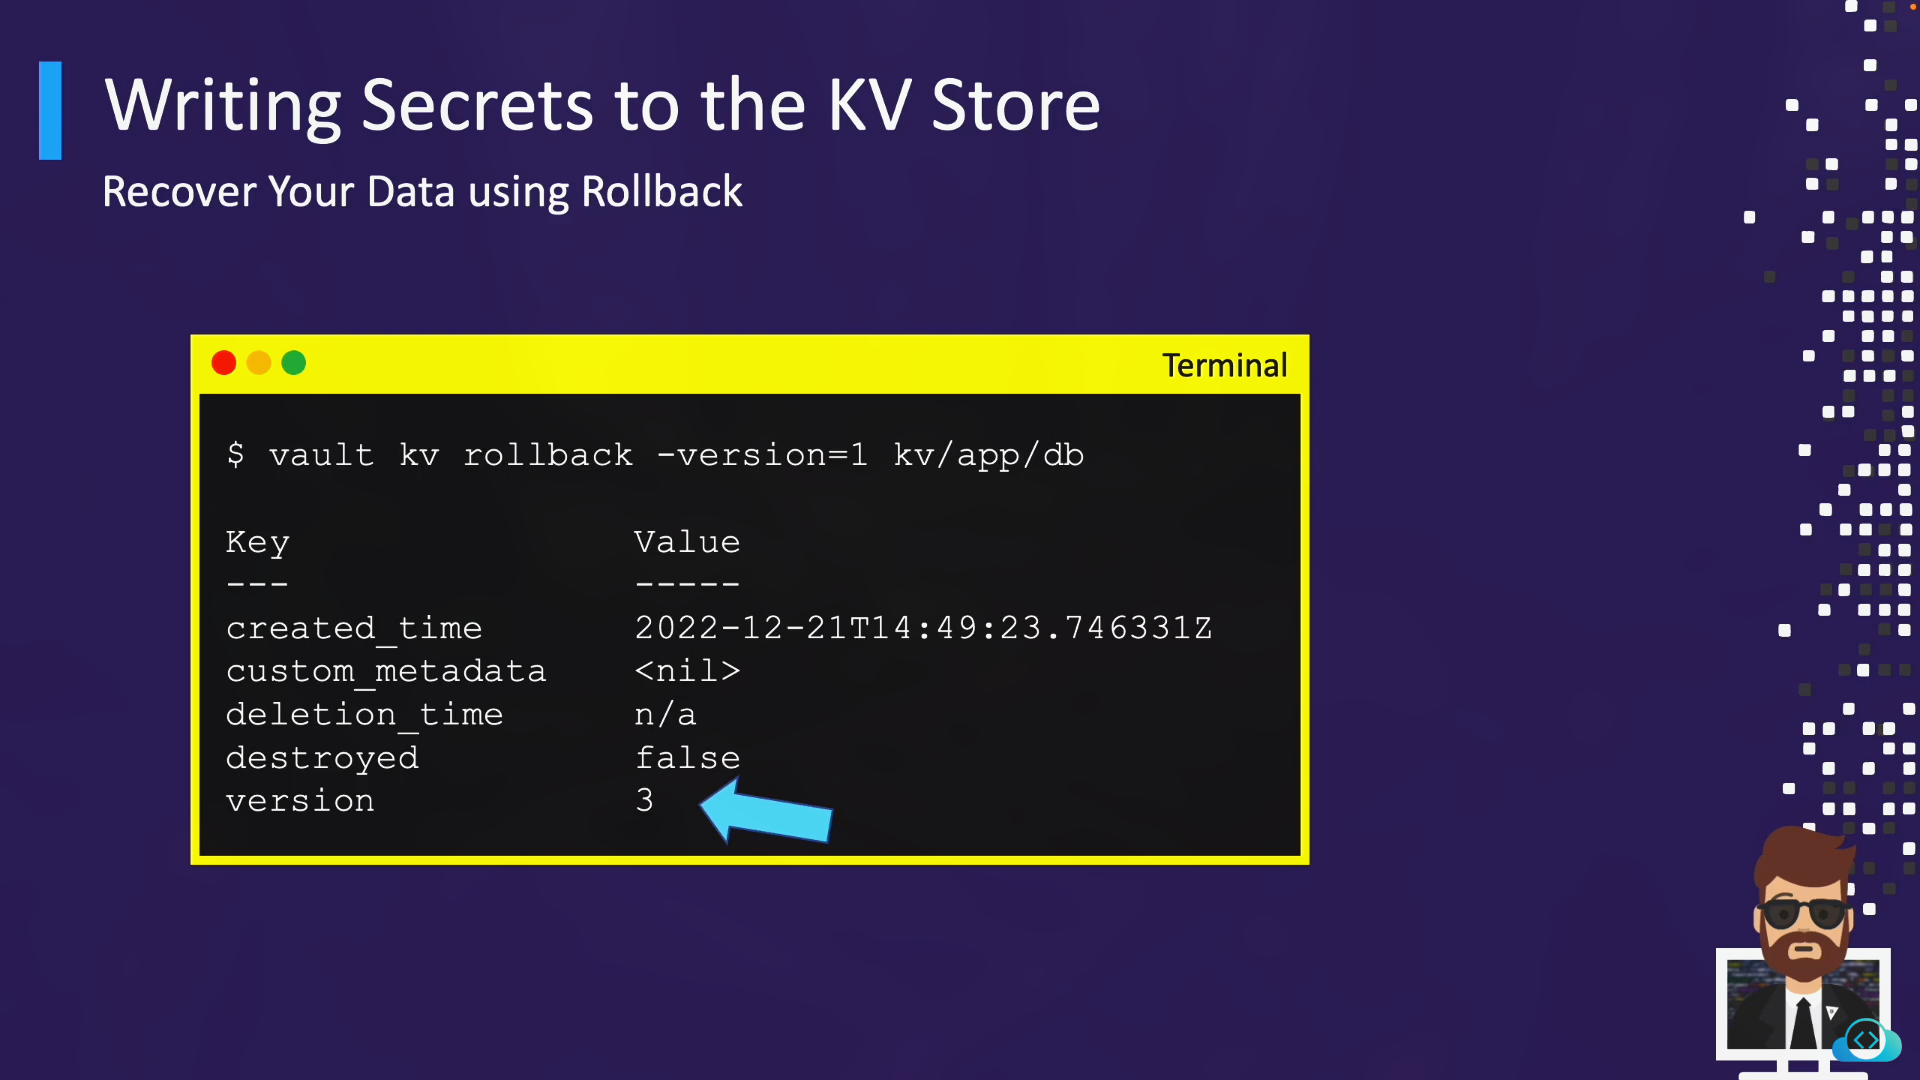 Writing Secrets to the KV Store
Recover Your Data using Rollback
Terminal
$ vault kv rollback -version=1 kv/app/db
Key Value
--- -----
created_time 2022-12-21T14:49:23.746331Z
custom_metadata <nil>
deletion_time n/a
destroyed false
version 3